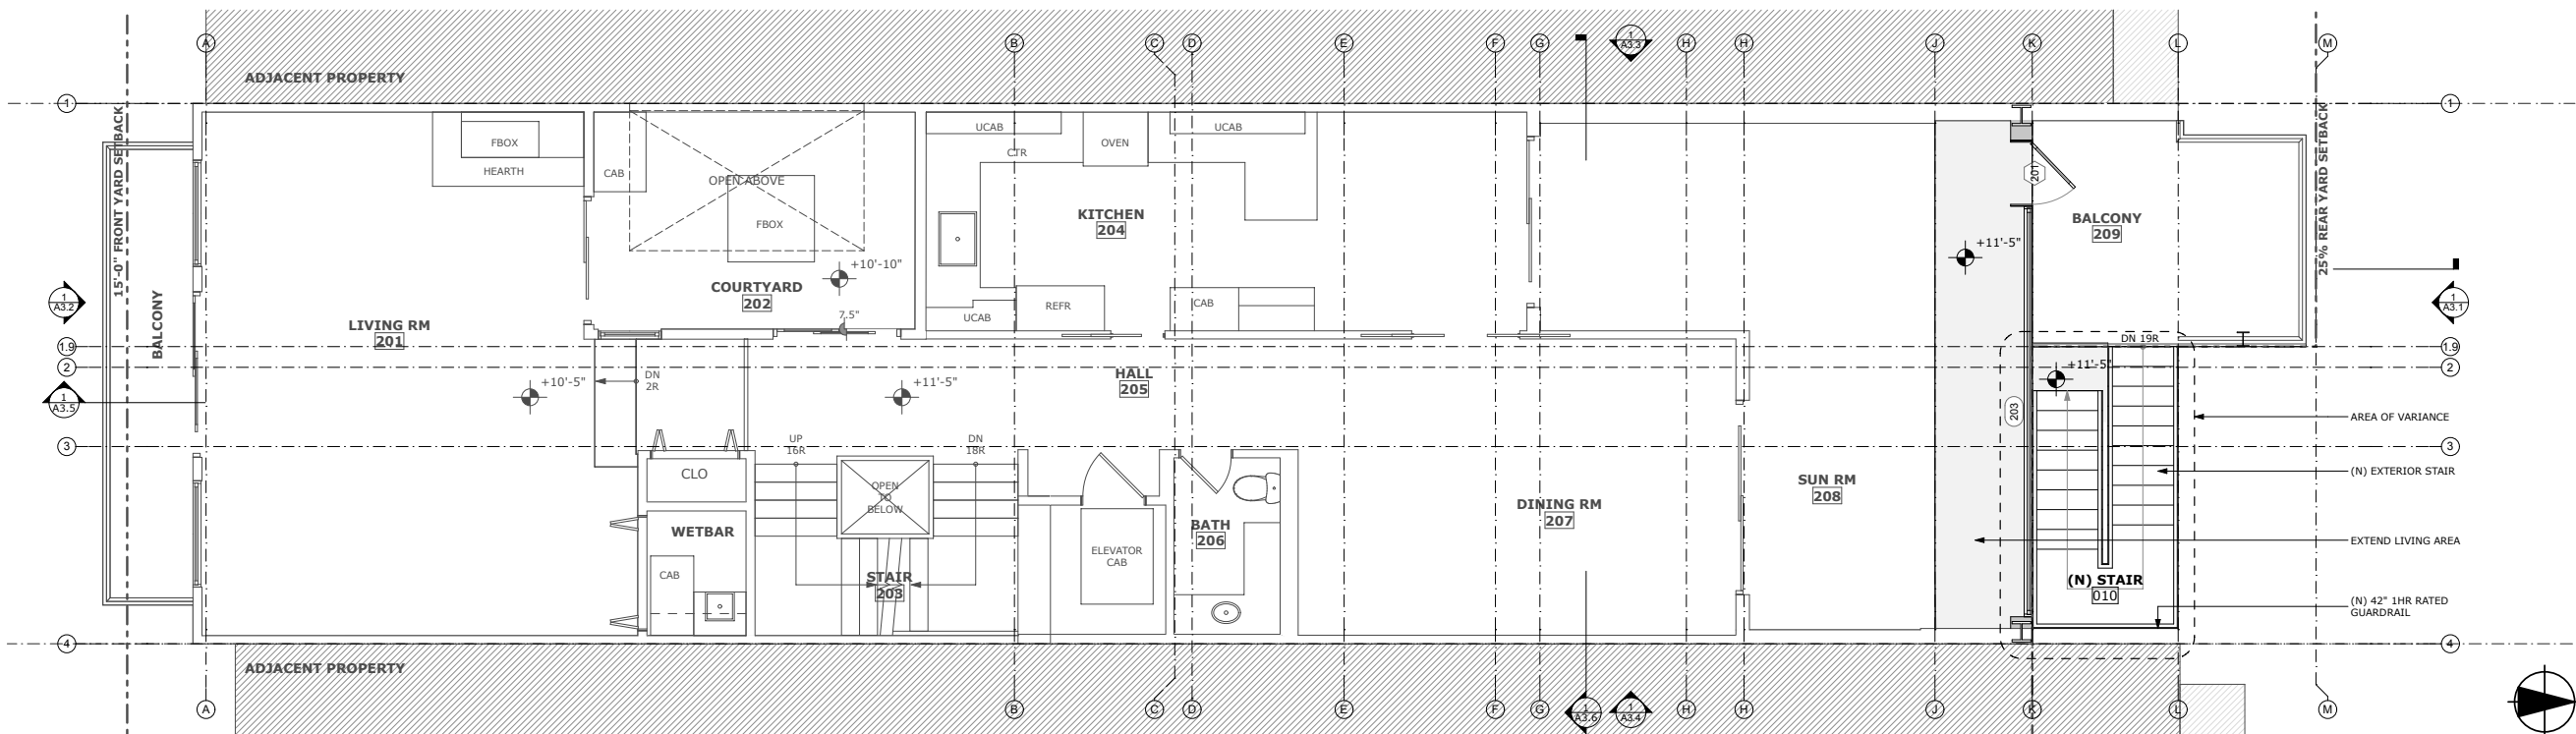 A B C D E F G H H J K L M
1
A3.3
ADJACENT PROPERTY
1 1
15'-0" FRONT YARD SETBACK
25% REAR YARD SETBACK
UCAB UCAB
FBOX
OVEN
CTR
HEARTH
CAB
OPEN ABOVE
201
FBOX
KITCHEN
204
BALCONY
209
+11'-5"
+10'-10"
COURTYARD
202
1
A3.2
1
A3.1
REFR
CAB
UCAB
7.5"
BALCONY
LIVING RM
201
DN 19R
1.9 1.9
2 2
+11'-5"
DN
2R
HALL
205
+10'-5"
+11'-5"
1
A3.5
203
AREA OF VARIANCE
3 3
UP
16R
DN
18R
CLO
(N) EXTERIOR STAIR
OPEN
TO
BELOW
SUN RM
208
DINING RM
207
WETBAR
BATH
206
EXTEND LIVING AREA
ELEVATOR
CAB
CAB
STAIR
203
(N) STAIR
010
(N) 42" 1HR RATED
GUARDRAIL
4 4
ADJACENT PROPERTY
A B C D E F G H H J K L M
1
A3.6
1
A3.4